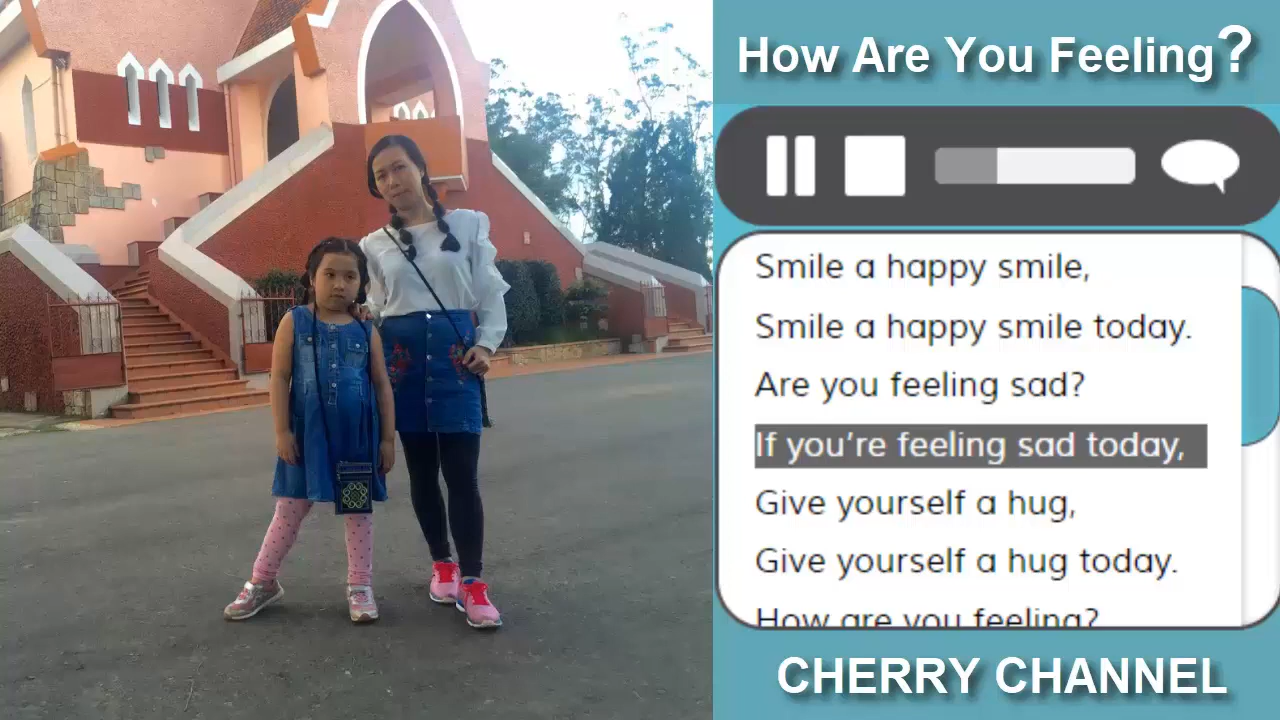 How Are You Feeling?
Smile a happy smile,
Smile a happy smile today.
Are you feeling sad?
If you're feeling sad today,
Give yourself a hug,
Give yourself a hug today.
How are you feeling?
CHERRY CHANNEL